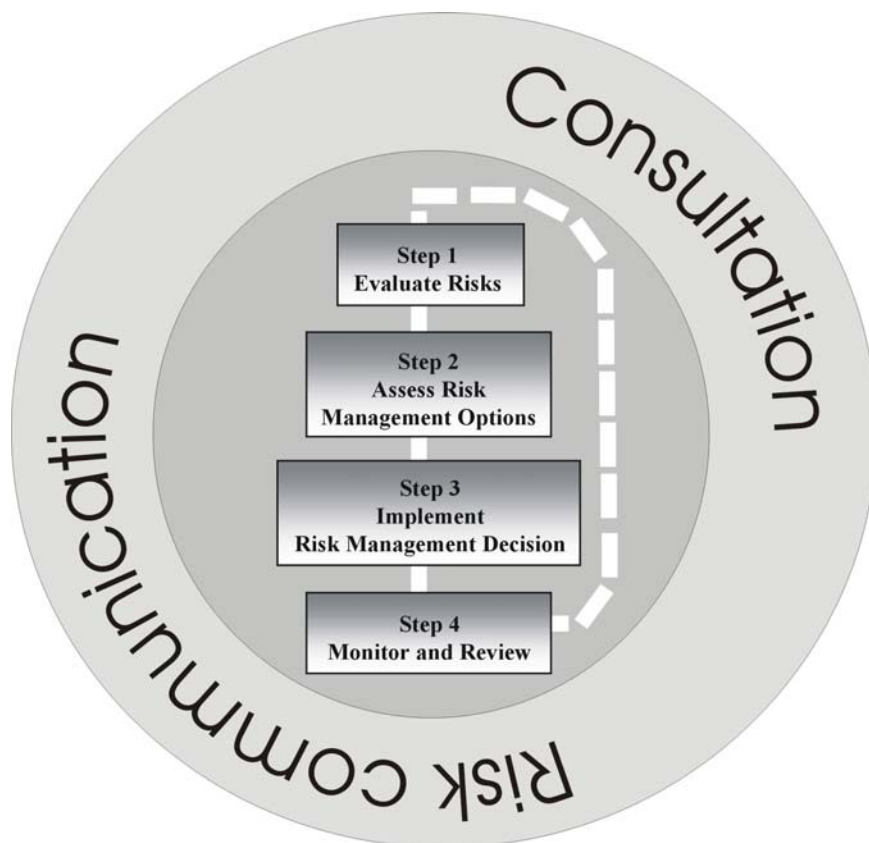 Consultation
Step 1
Evaluate Risks
Step 2
Assess Risk
Management Options
Step 3
Implement
Risk Management Decision
Step 4
Monitor and Review
Risk Communication